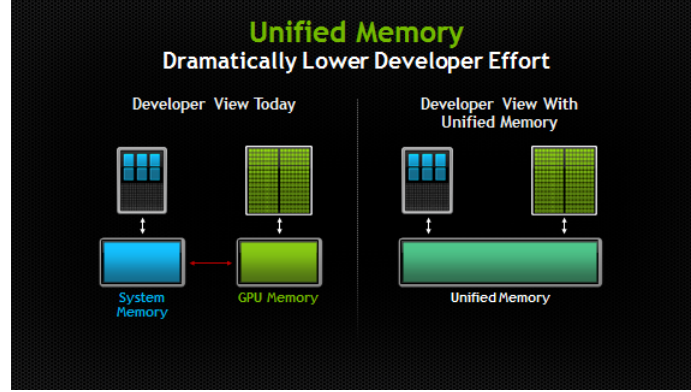 Unified Memory
Dramatically Lower Developer Effort
Developer View Today
Developer View With
Unified Memory
System
Memory
GPU Memory
Unified Memory